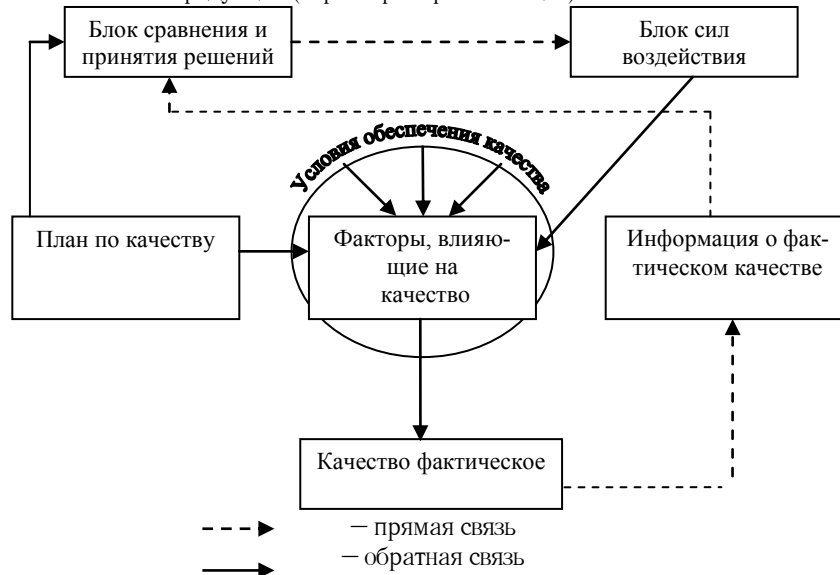 Блок сравнения и
принятия решений
Блок сил
воздействия
Условия обеспечения качества
План по качеству
Факторы, влияю-
щие на
качество
Информация о фак-
тическом качестве
Качество фактическое
– прямая связь
– обратная связь